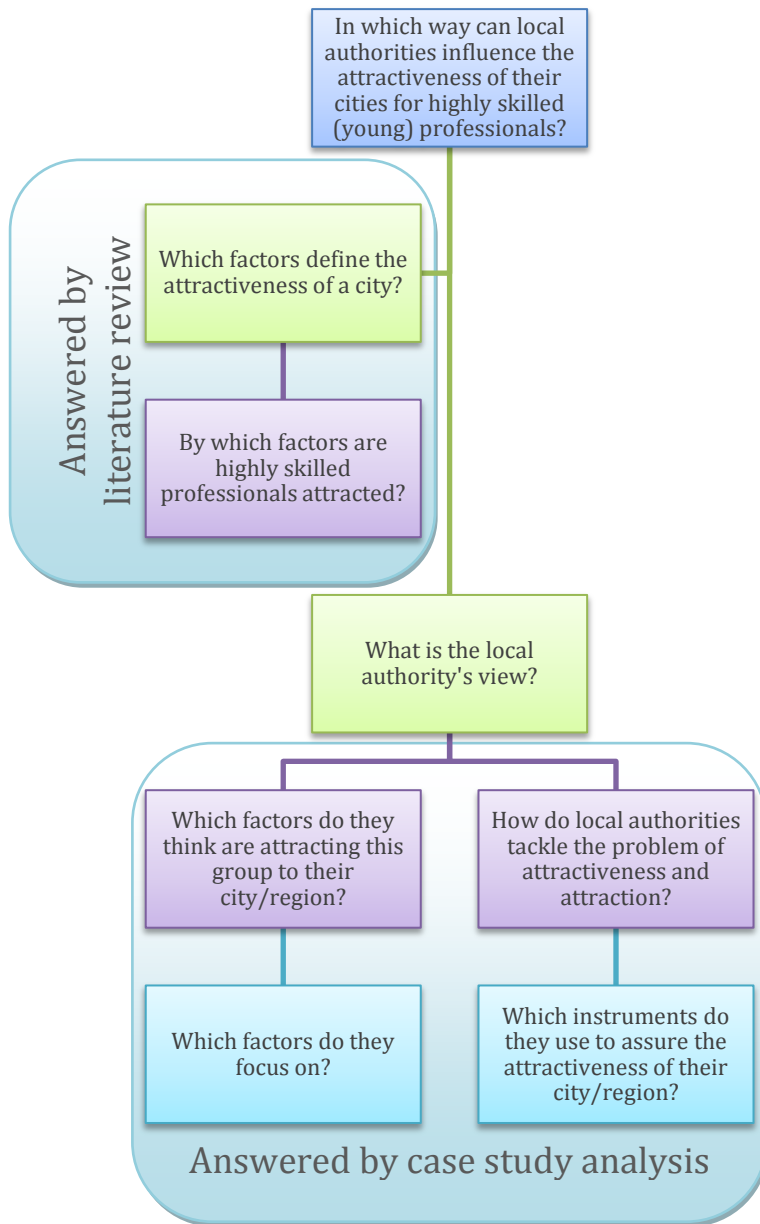 In which way can local
authorities influence the
attractiveness of their
cities for highly skilled
(young) professionals?
Answered by
literature review
Which factors define the
attractiveness of a city?
By which factors are
highly skilled
professionals attracted?
What is the local
authority's view?
Which factors do they
think are attracting this
group to their
city/region?
How do local authorities
tackle the problem of
attractiveness and
attraction?
Which factors do they
focus on?
Which instruments do
they use to assure the
attractiveness of their
city/region?
Answered by case study analysis